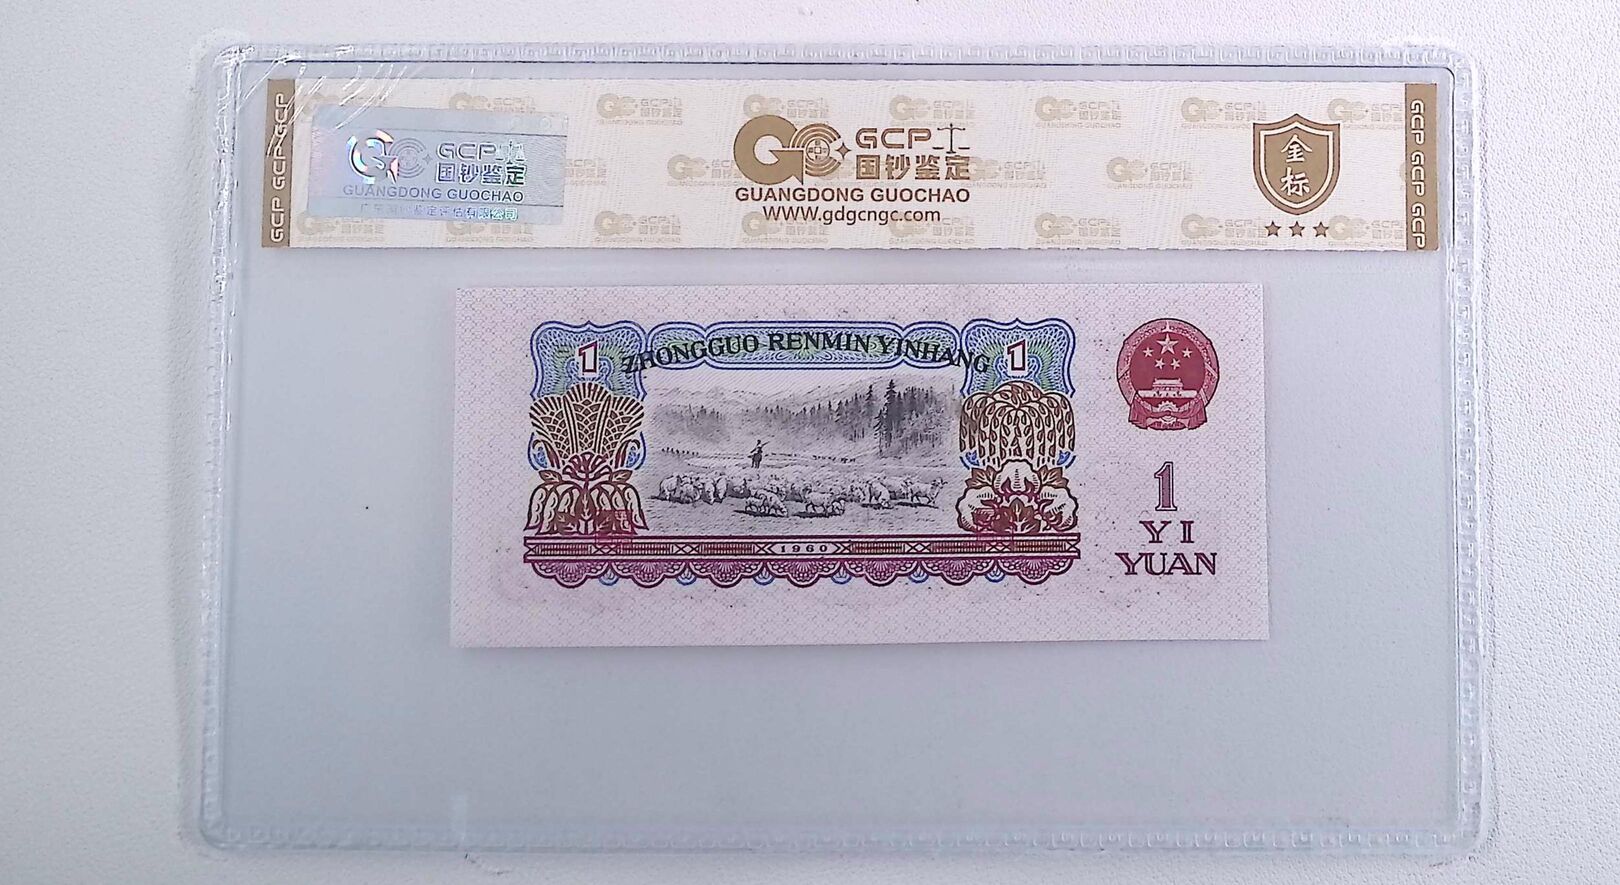 GCP GCP GCP
GCP
国钞鉴定
GUANGDONG GUOCHAO
GCP
国钞鉴定
GUANGDONG GUOCHAO
WWW.gdgcngc.com
金标
GCP GCP GCP
1 ZHONGGUO RENMIN YINHANG 1
1960
1
YI
YUAN